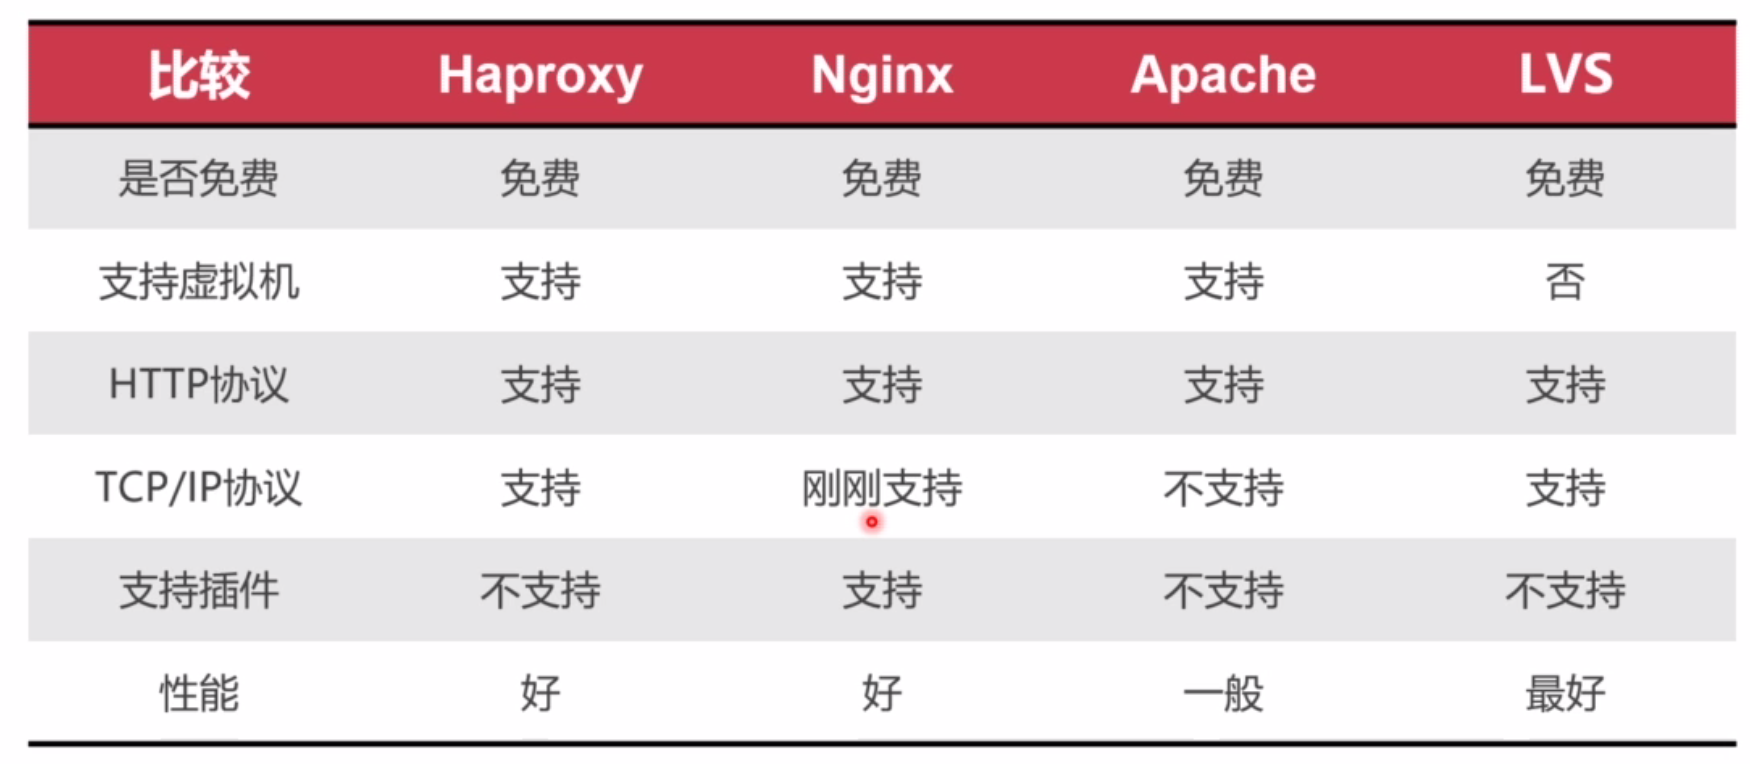 比较 Haproxy Nginx Apache LVS
是否免费 免费 免费 免费 免费
支持虚拟机 支持 支持 支持 否
HTTP协议 支持 支持 支持 支持
TCP/IP协议 支持 刚刚支持 不支持 支持
支持插件 不支持 支持 不支持 不支持
性能 好 好 一般 最好